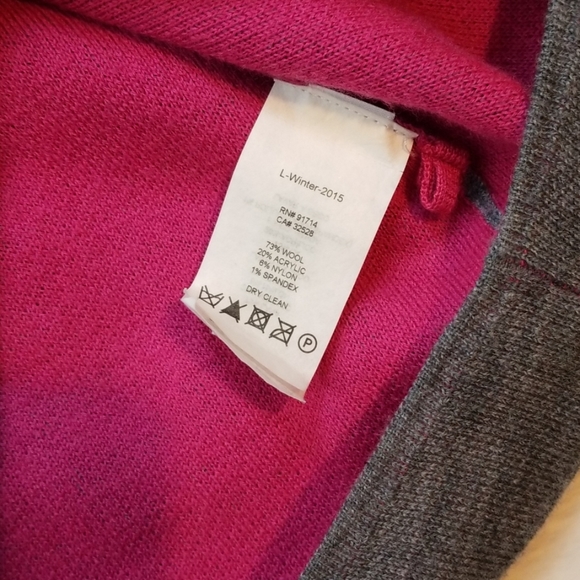 L-Winter-2015
RN# 91714
CA# 32528
73% WOOL
20% ACRYLIC
6% NYLON
1% SPANDEX
DRY CLEAN
P